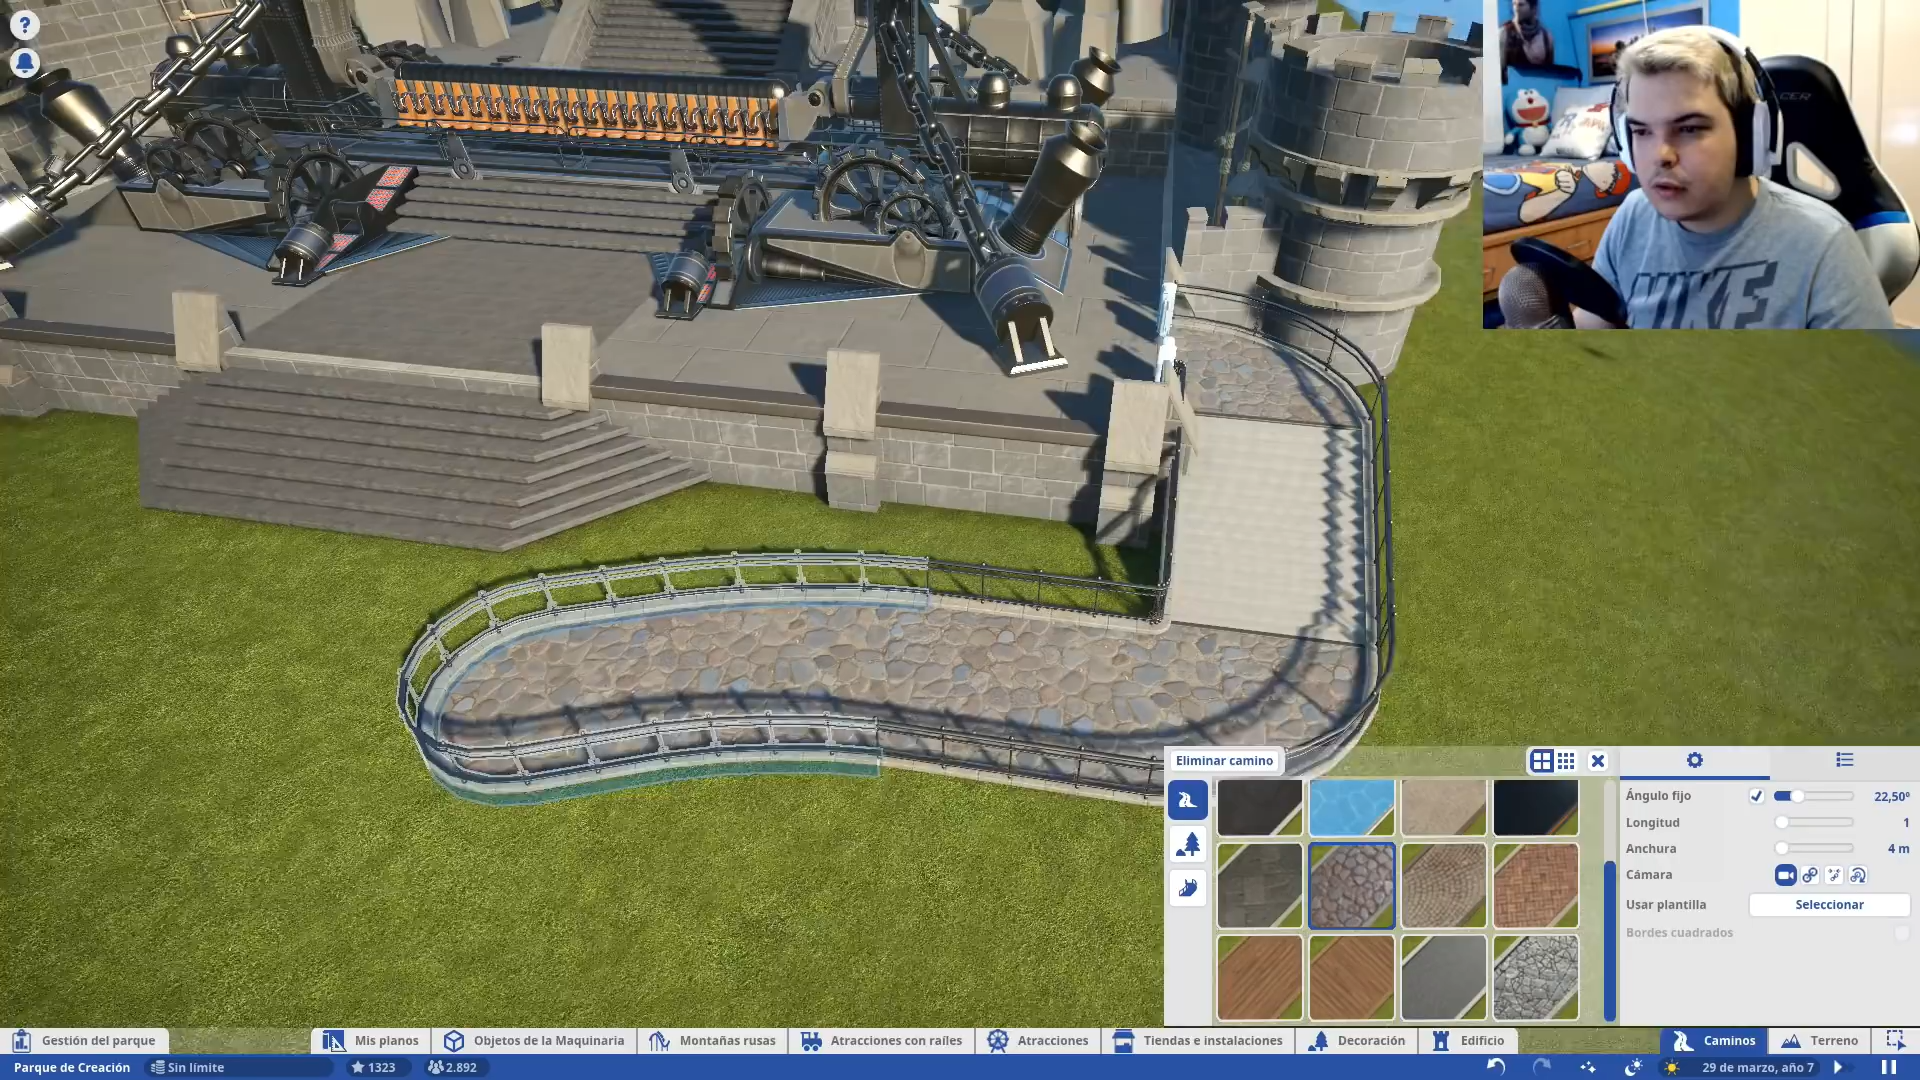 ?
NIKE
Eliminar camino
Ángulo fijo
22,50º
Longitud
1
Anchura
4 m
Cámara
Usar plantilla
Seleccionar
Bordes cuadrados
Gestión del parque
Mis planos
Objetos de la Maquinaria
Montañas rusas
Atracciones con raíles
Atracciones
Tiendas e instalaciones
Decoración
Edificio
Caminos
Terreno
Parque de Creación
Sin límite
1323
2.892
29 de marzo, año 7